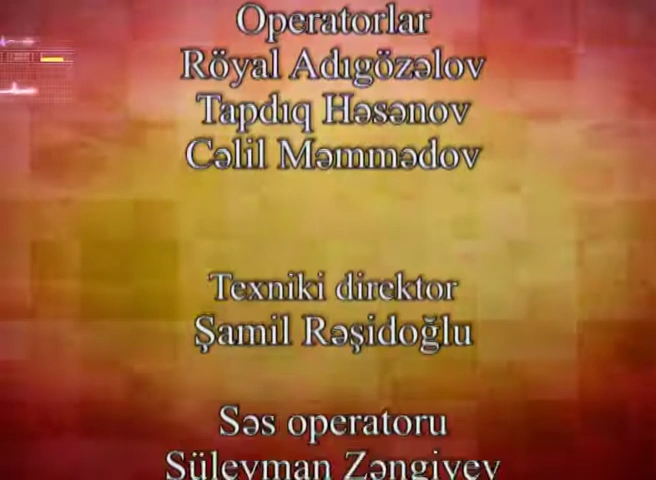 Operatorlar
Röyal Adıgözəlov
Tapdıq Həsənov
Cəlil Məmmədov
Texniki direktor
Şamil Rəşidoğlu
Səs operatoru
Süleyman Zəngiyev